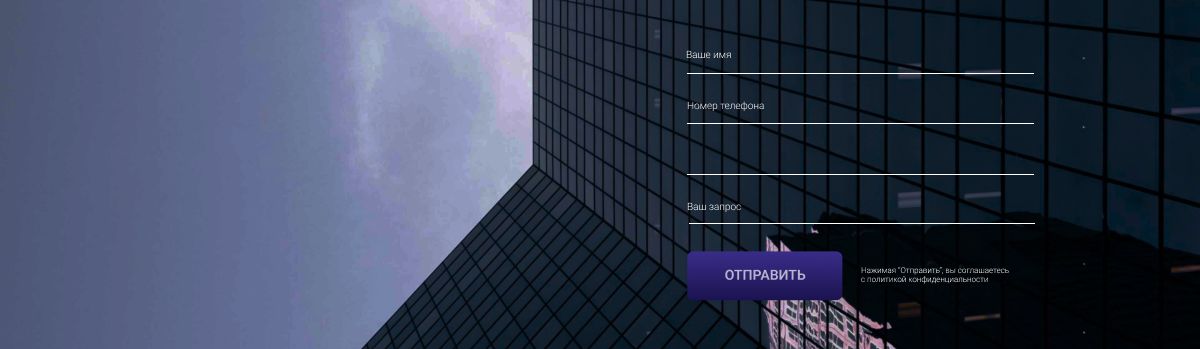 Ваше имя
Номер телефона
Ваш запрос
ОТПРАВИТЬ
Нажимая "Отправить", вы соглашаетесь
с политикой конфиденциальности